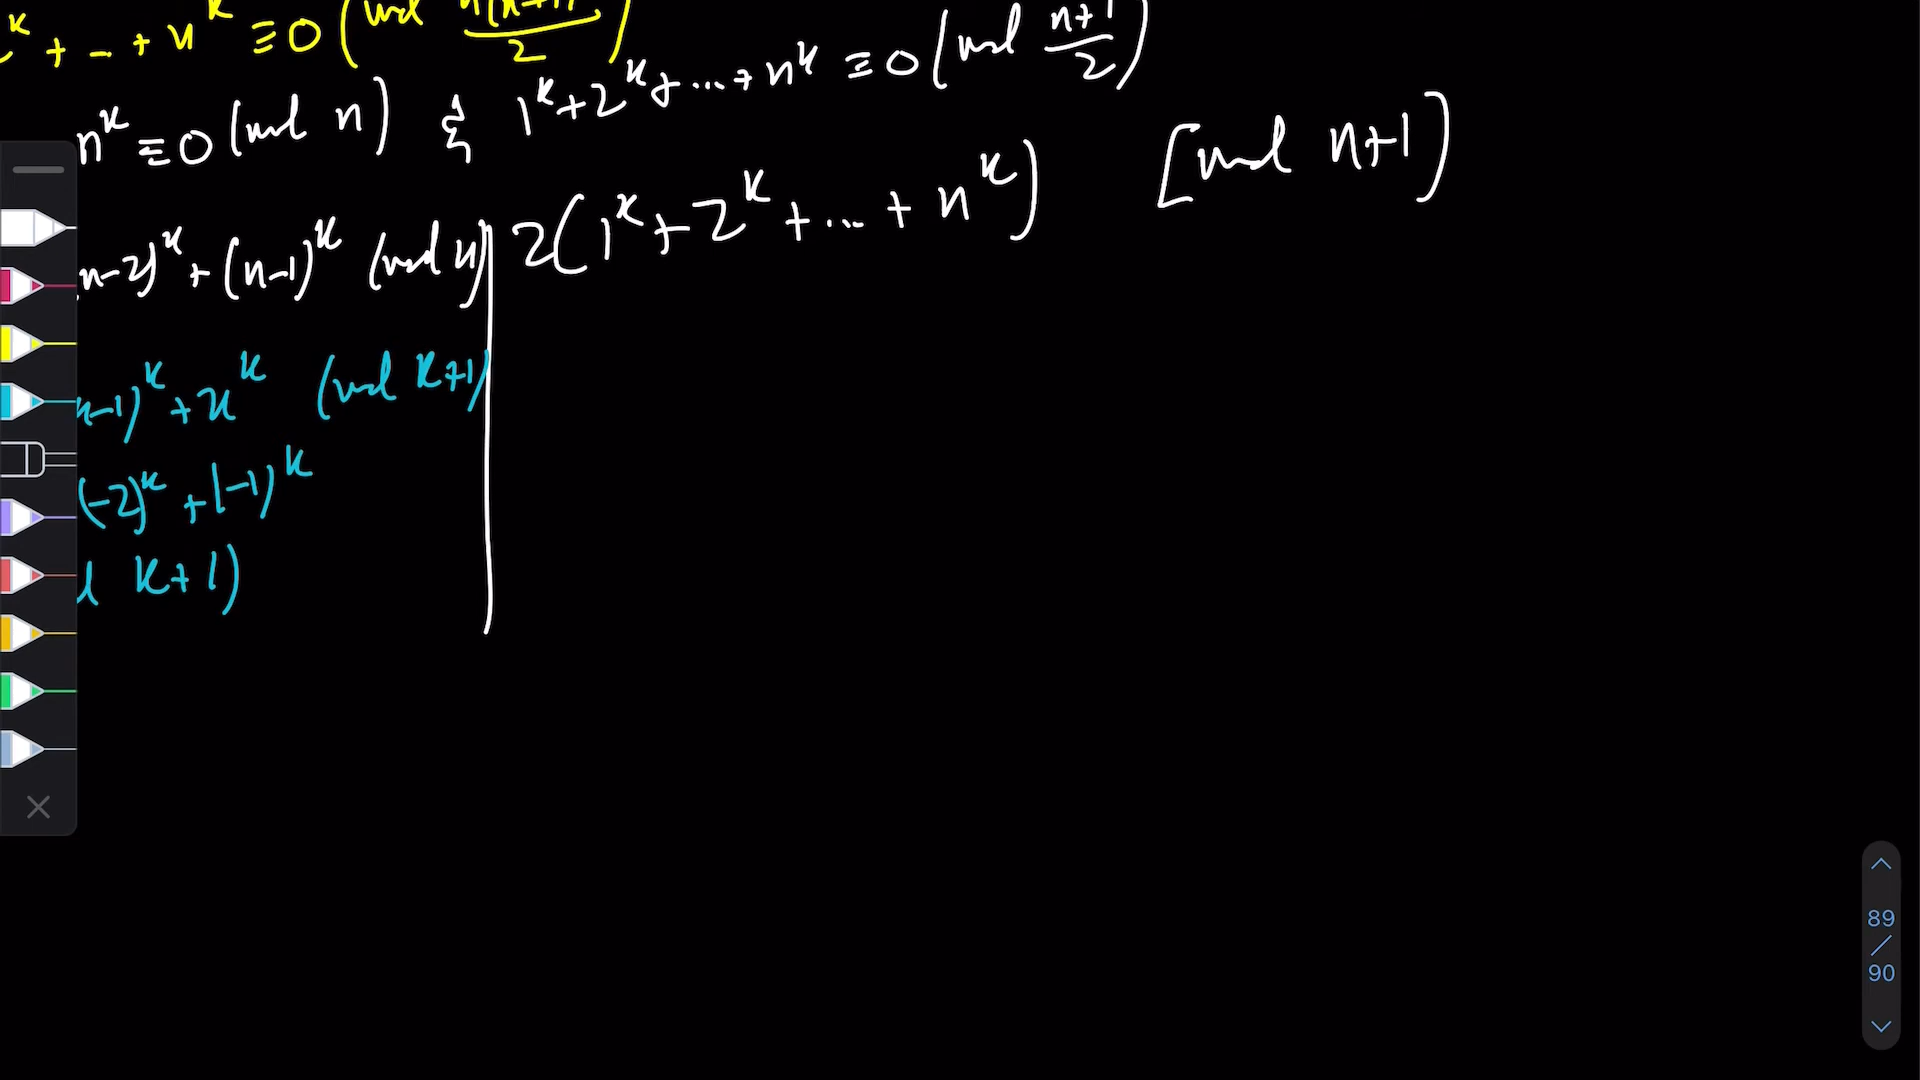 ᵏ + - + n^k ≡ 0 (mod n(n+1)/2)
n^k ≡ 0 (mod n) & 1^k + 2^k + ... + n^k ≡ 0 (mod (n+1)/2)
n-2)^k + (n-1)^k (mod n) 2(1^k + 2^k + ... + n^k) [mod n+1)
-1)^k + k^k (mod k+1)
(-2)^k + (-1)^k
d k+1)
89
/
90